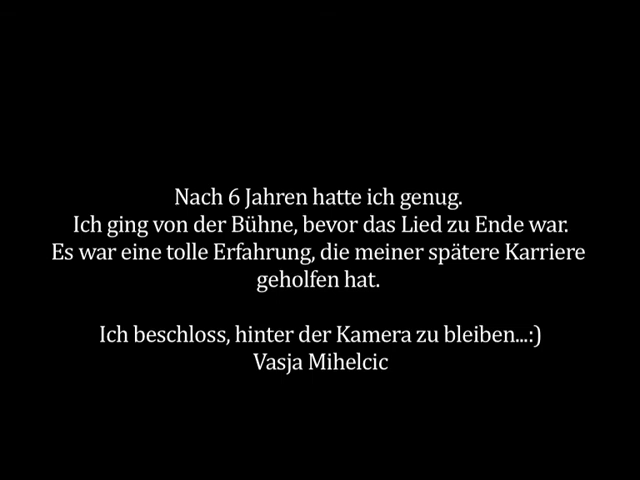 Nach 6 Jahren hatte ich genug.
Ich ging von der Bühne, bevor das Lied zu Ende war.
Es war eine tolle Erfahrung, die meiner spätere Karriere
geholfen hat.
Ich beschloss, hinter der Kamera zu bleiben...:)
Vasja Mihelcic